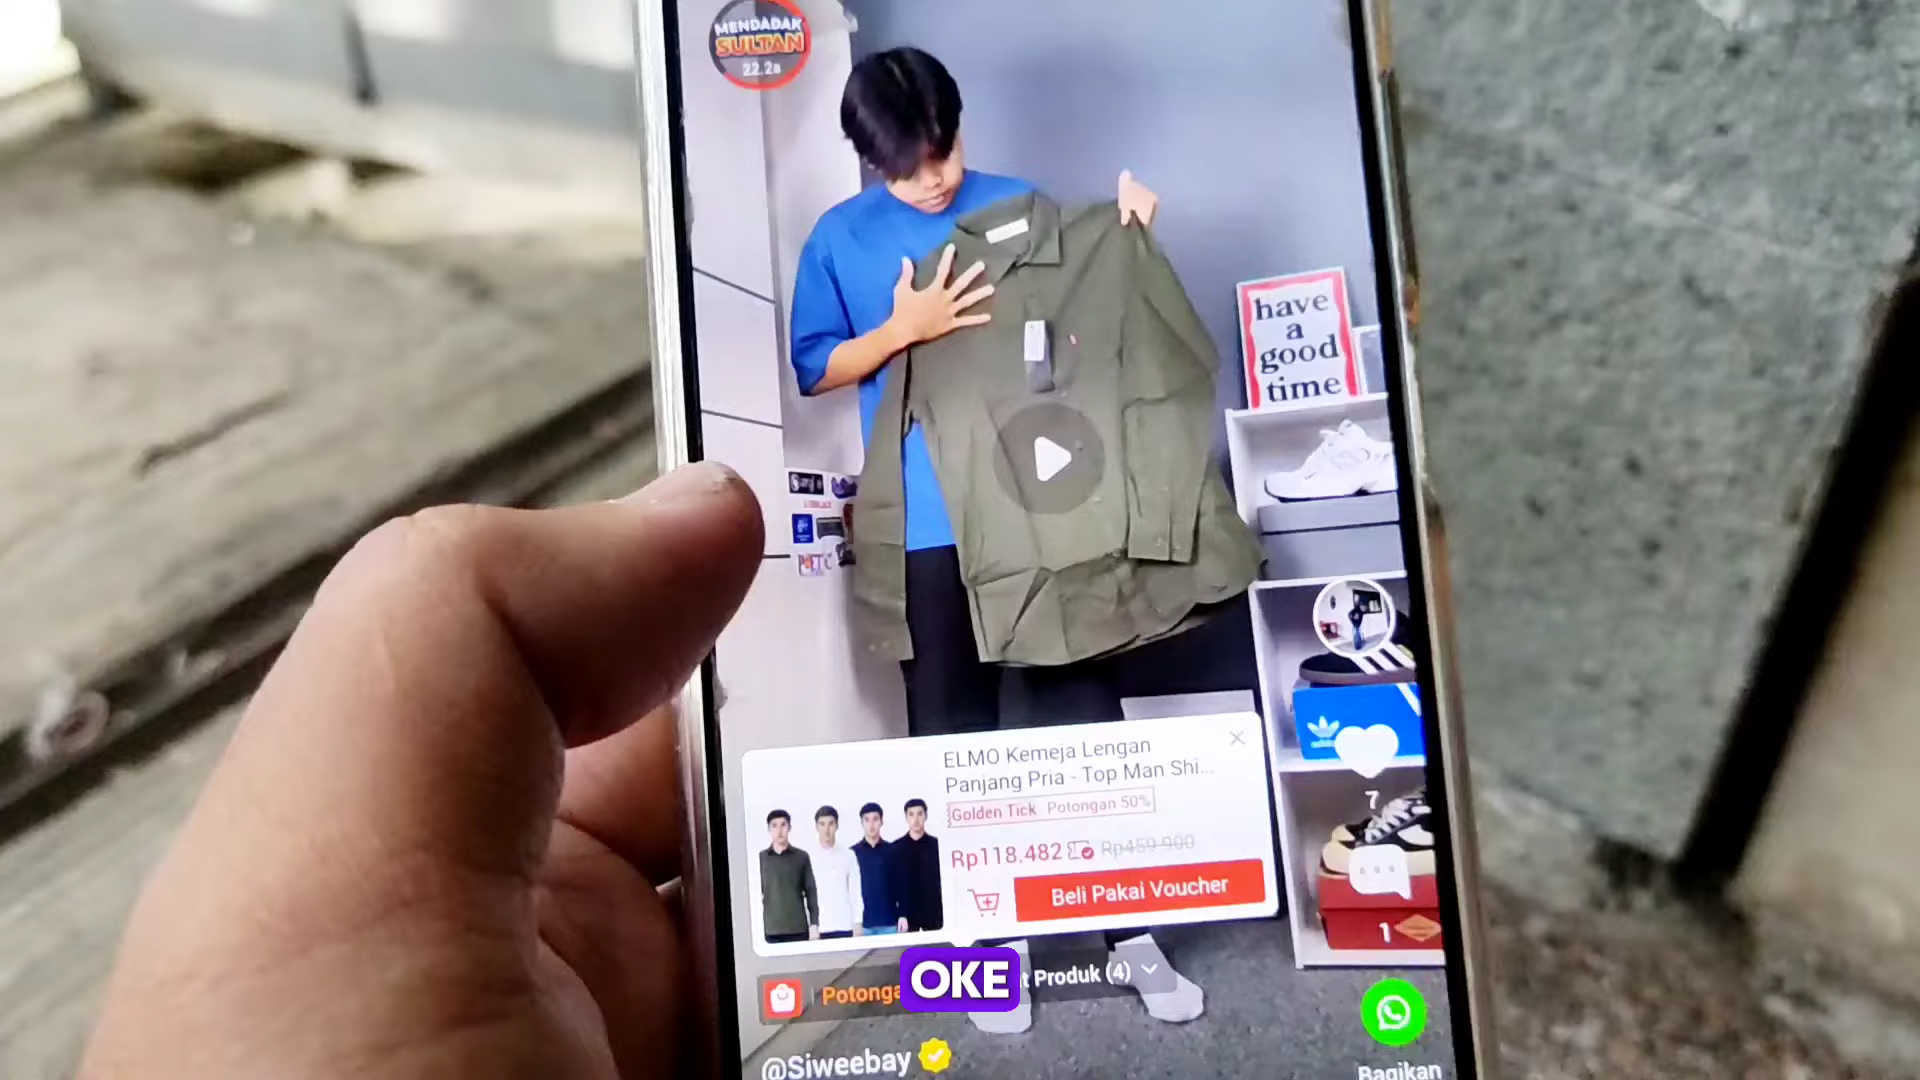 MENDADAK
SULTAN
22.2s
have
a
good
time
ELMO Kemeja Lengan
Panjang Pria - Top Man Shi...
Golden Tick Potongan 50%
Rp118.482 Rp459.900
Beli Pakai Voucher
7
1
Potonga
t Produk (4)
OKE
@Siweebay
Bagikan